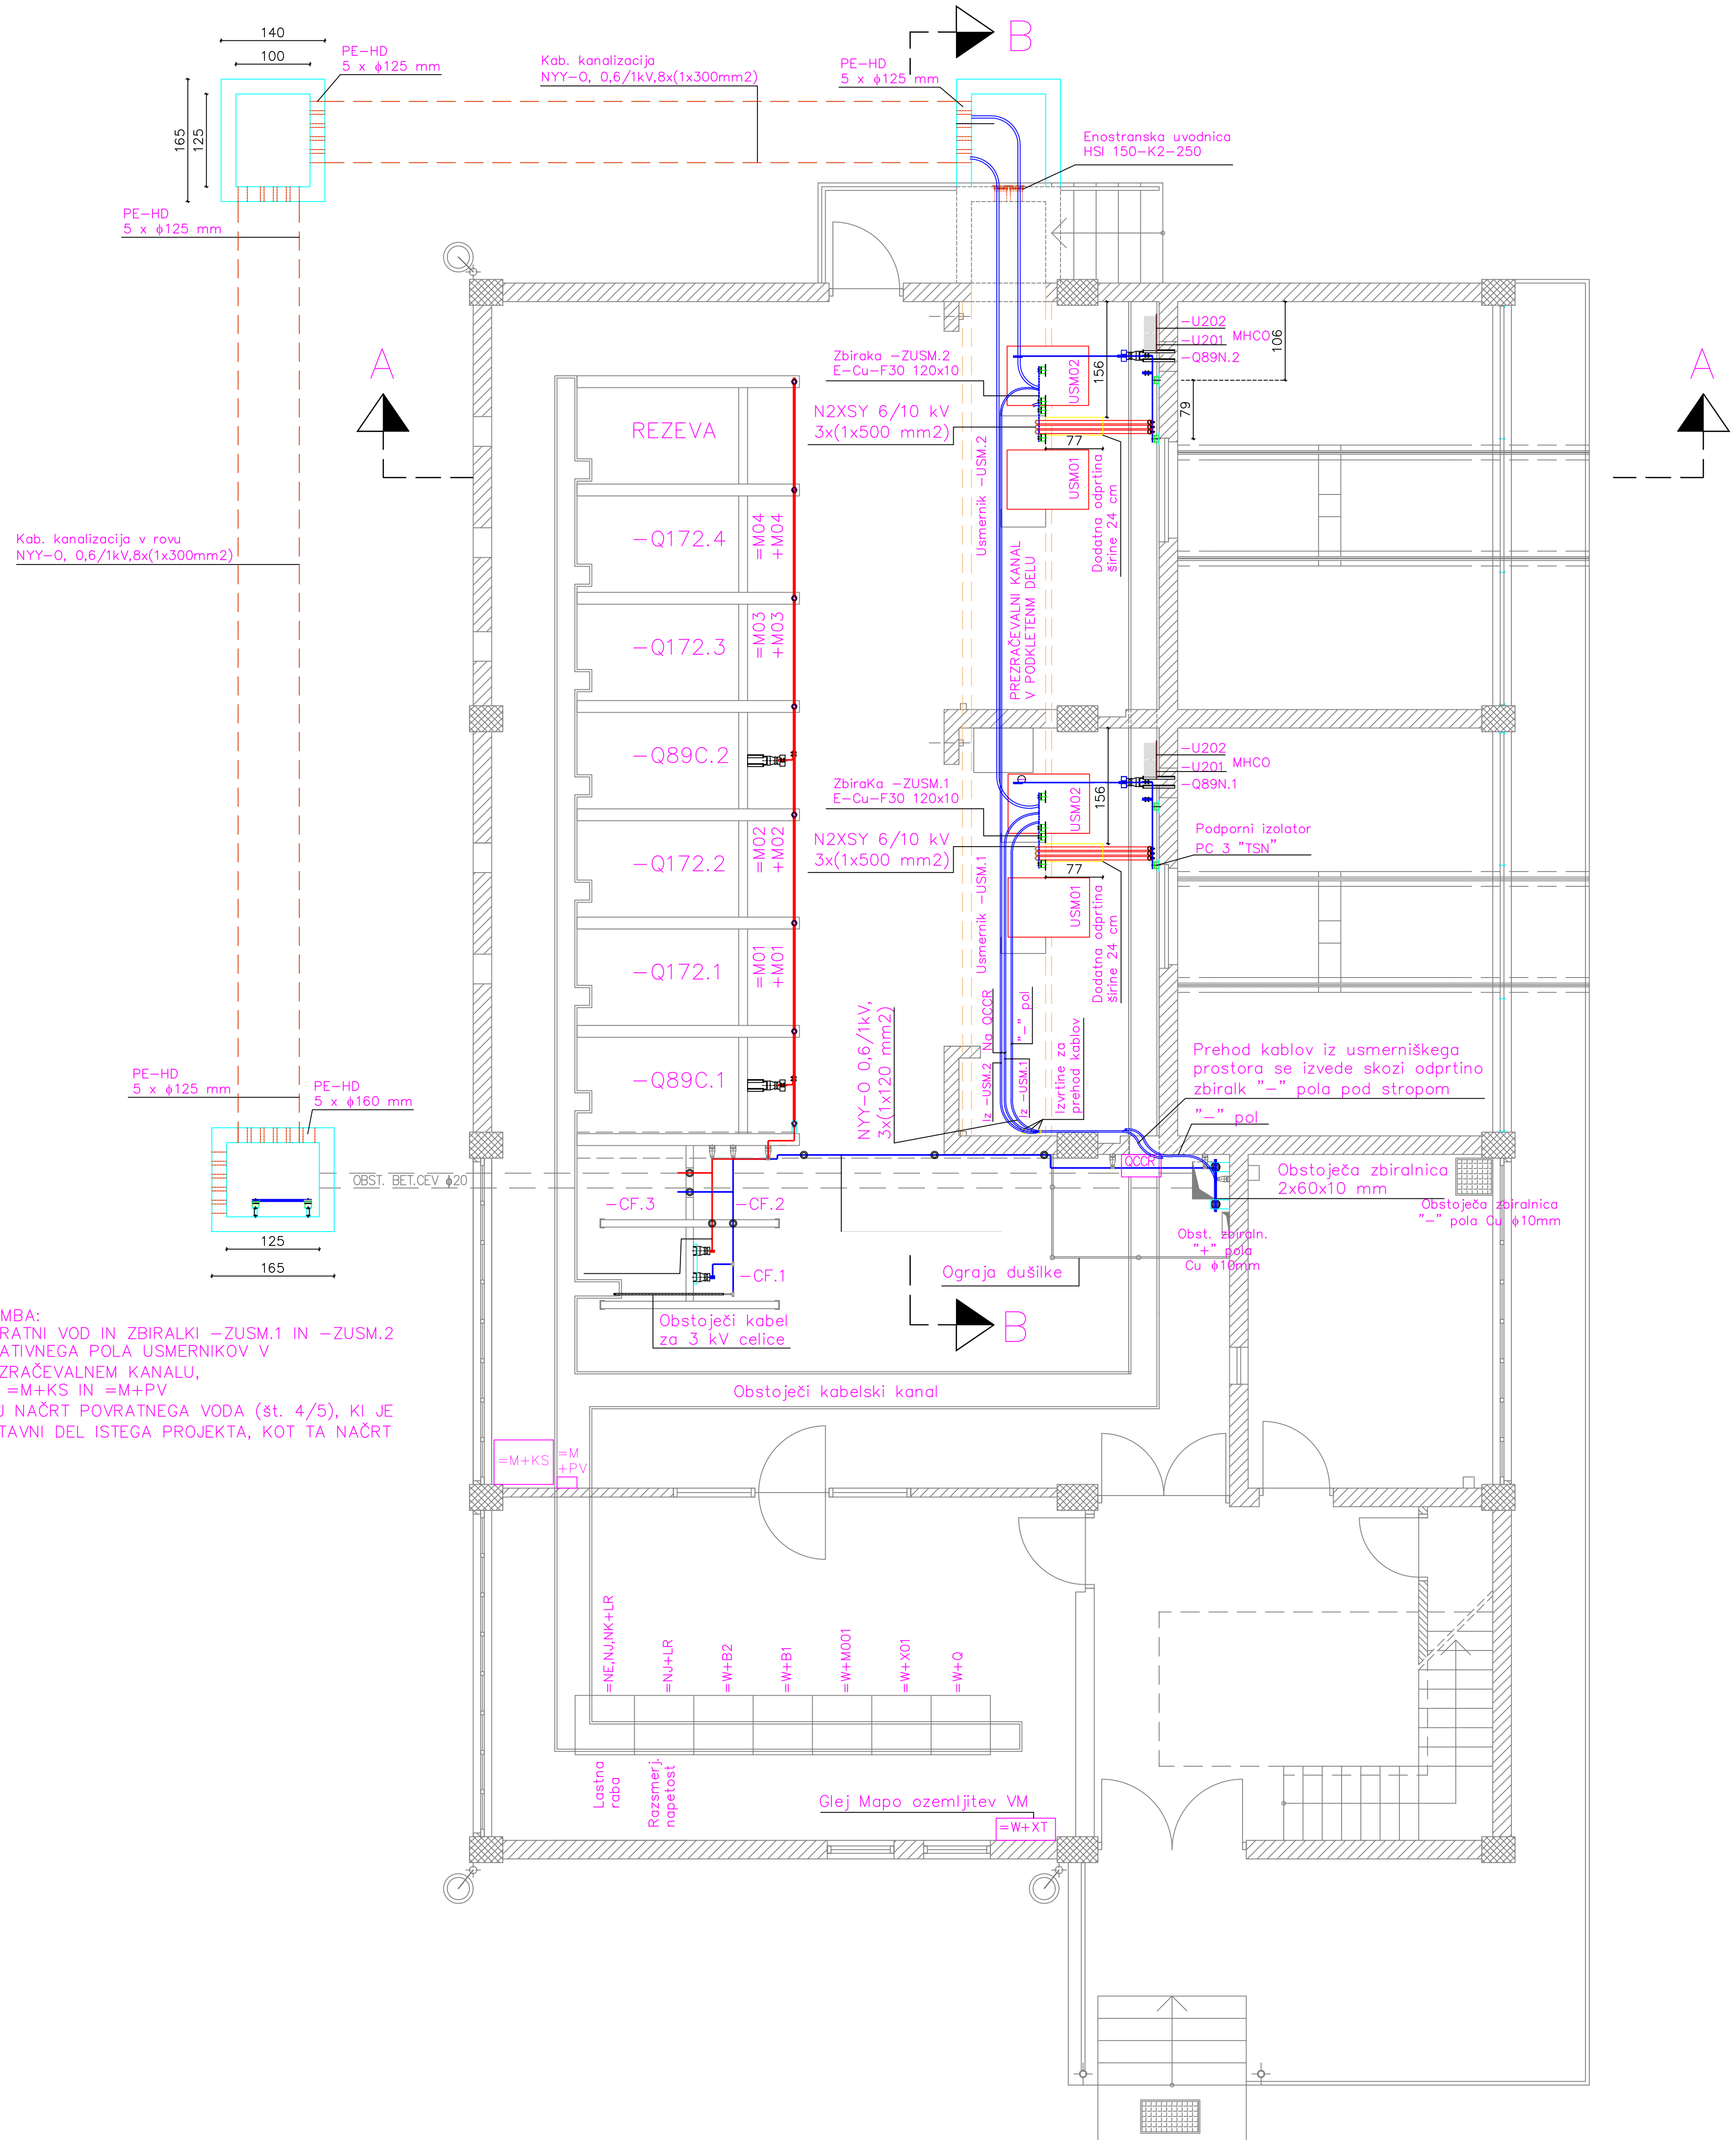 140
100
PE-HD
5 x ϕ125 mm
165
125
Kab. kanalizacija
NYY-O, 0,6/1kV,8x(1x300mm2)
PE-HD
5 x ϕ125 mm
B
Enostranska uvodnica
HSI 150-K2-250
PE-HD
5 x ϕ125 mm
A
A
Zbiraka -ZUSM.2
E-Cu-F30 120x10
N2XSY 6/10 kV
3x(1x500 mm2)
USM02
156
-U202
-U201
MHCO
-Q89N.2
106
79
77
USM01
Usmernik -USM.2
Dodatna odprtina
širine 24 cm
PREZRAČEVALNI KANAL
V PODKLETENM DELU
Kab. kanalizacija v rovu
NYY-O, 0,6/1kV,8x(1x300mm2)
REZEVA
-Q172.4
=M04
+M04
-Q172.3
=M03
+M03
-Q89C.2
-Q172.2
=M02
+M02
-Q172.1
=M01
+M01
-Q89C.1
ZbiraKa -ZUSM.1
E-Cu-F30 120x10
N2XSY 6/10 kV
3x(1x500 mm2)
USM02
156
-U202
-U201
MHCO
-Q89N.1
Podporni izolator
PC 3 "TSN"
77
USM01
Usmernik -USM.1
Dodatna odprtina
širine 24 cm
NYY-O 0,6/1kV,
3x(1x120 mm2)
Iz -USM.2
Na QCCR
Iz -USM.1
"-" pol
Izvrtine za
prehod kablov
Prehod kablov iz usmerniškega
prostora se izvede skozi odprtino
zbiralk "-" pola pod stropom
"-" pol
QCCR
Obstoječa zbiralnica
2x60x10 mm
Obstoječa zbiralnica
"-" pola Cu ϕ10mm
Obst. zbiraln.
"+" pola
Cu ϕ10mm
PE-HD
5 x ϕ125 mm
PE-HD
5 x ϕ160 mm
OBST. BET.CEV ϕ20
125
165
-CF.3
-CF.2
-CF.1
Ograja dušilke
B
Obstoječi kabel
za 3 kV celice
Obstoječi kabelski kanal
MBA:
RATNI VOD IN ZBIRALKI -ZUSM.1 IN -ZUSM.2
ATIVNEGA POLA USMERNIKOV V
ZRAČEVALNEM KANALU,
=M+KS IN =M+PV
J NAČRT POVRATNEGA VODA (št. 4/5), KI JE
TAVNI DEL ISTEGA PROJEKTA, KOT TA NAČRT
=M+KS
=M
+PV
=NE,NJ,NK+LR
=NJ+LR
=W+B2
=W+B1
=W+M001
=W+X01
=W+Q
Lastna
raba
Razsmerj.
napetost
Glej Mapo ozemljitev VM
=W+XT